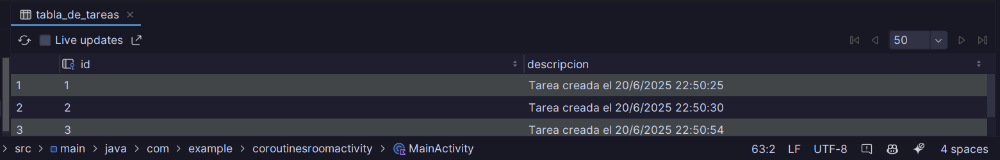 tabla_de_tareas
Live updates 50
id descripcion
1 1 Tarea creada el 20/6/2025 22:50:25
2 2 Tarea creada el 20/6/2025 22:50:30
3 3 Tarea creada el 20/6/2025 22:50:54
src main java com example coroutinesroomactivity MainActivity 63:2 LF UTF-8 4 spaces